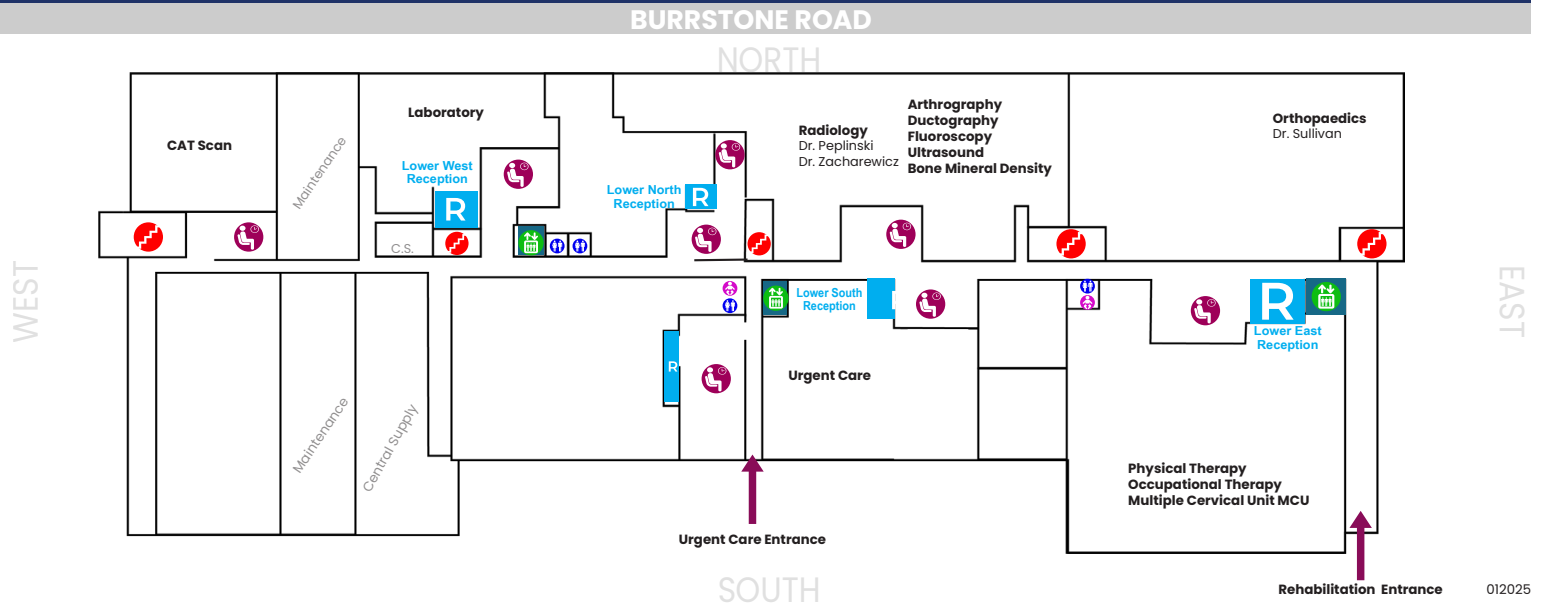 BURRSTONE ROAD
NORTH
CAT Scan
Maintenance
Laboratory
Lower West
Reception
R
C.S.
Lower North
Reception
R
Radiology
Dr. Peplinski
Dr. Zacharewicz
Arthrography
Ductography
Fluoroscopy
Ultrasound
Bone Mineral Density
Orthopaedics
Dr. Sullivan
WEST
EAST
Maintenance
Central Supply
R
Lower South
Reception
Urgent Care
R
Lower East
Reception
Physical Therapy
Occupational Therapy
Multiple Cervical Unit MCU
Urgent Care Entrance
SOUTH
Rehabilitation Entrance
012025